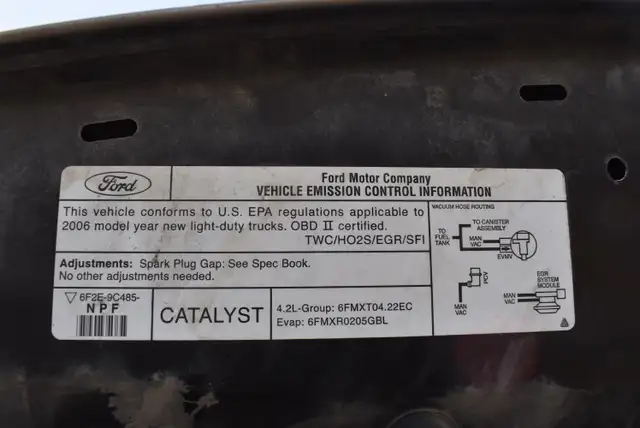 Ford
Ford Motor Company
VEHICLE EMISSION CONTROL INFORMATION
This vehicle conforms to U.S. EPA regulations applicable to
2006 model year new light-duty trucks. OBD II certified.
TWC/HO2S/EGR/SFI
Adjustments: Spark Plug Gap: See Spec Book.
No other adjustments needed.
6F2E-9C485-
NPF
CATALYST
4.2L-Group: 6FMXT04.22EC
Evap: 6FMXR0205GBL
VACUUM HOSE ROUTING
TO CANISTER
ASSEMBLY
TO
FUEL
TANK
MAN
VAC
EVMV
PCV
MAN
VAC
EGR
SYSTEM
MODULE
MAN
VAC